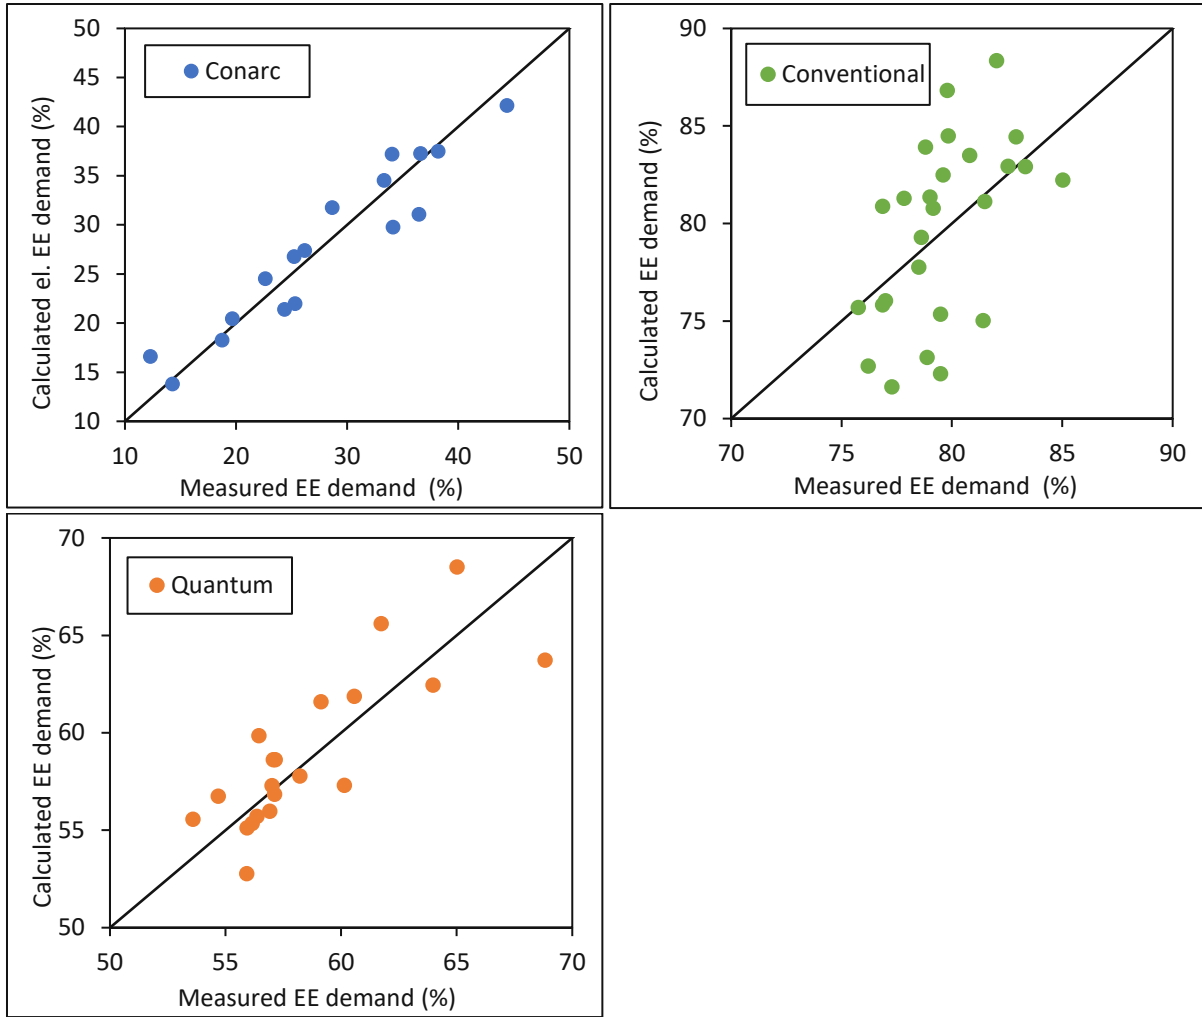 Conarc
Calculated el. EE demand (%)
50
45
40
35
30
25
20
15
10
10 20 30 40 50
Measured EE demand (%)
Conventional
Calculated EE demand (%)
90
85
80
75
70
70 75 80 85 90
Measured EE demand (%)
Quantum
Calculated EE demand (%)
70
65
60
55
50
50 55 60 65 70
Measured EE demand (%)